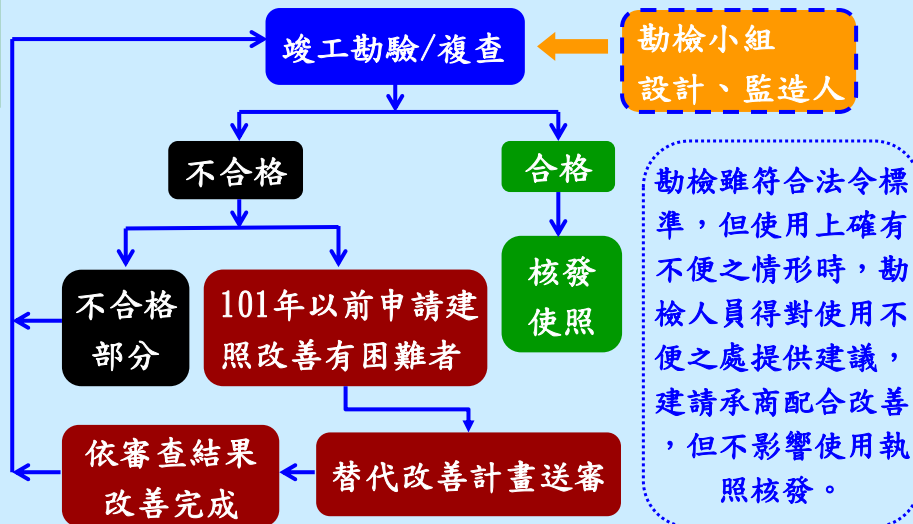 竣工勘驗/複查
勘檢小組
設計、監造人
不合格
合格
勘檢雖符合法令標
準，但使用上確有
不便之情形時，勘
檢人員得對使用不
便之處提供建議，
建請承商配合改善
，但不影響使用執
照核發。
不合格
部分
101年以前申請建
照改善有困難者
核發
使照
依審查結果
改善完成
替代改善計畫送審